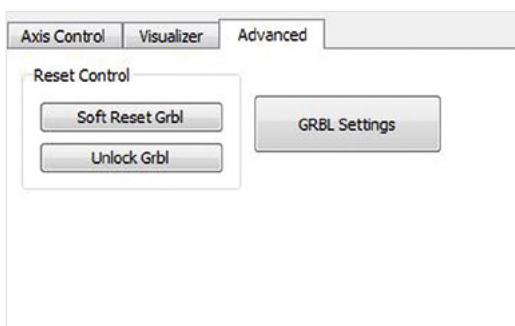 Axis Control Visualizer Advanced
Reset Control
Soft Reset Grbl
GRBL Settings
Unlock Grbl